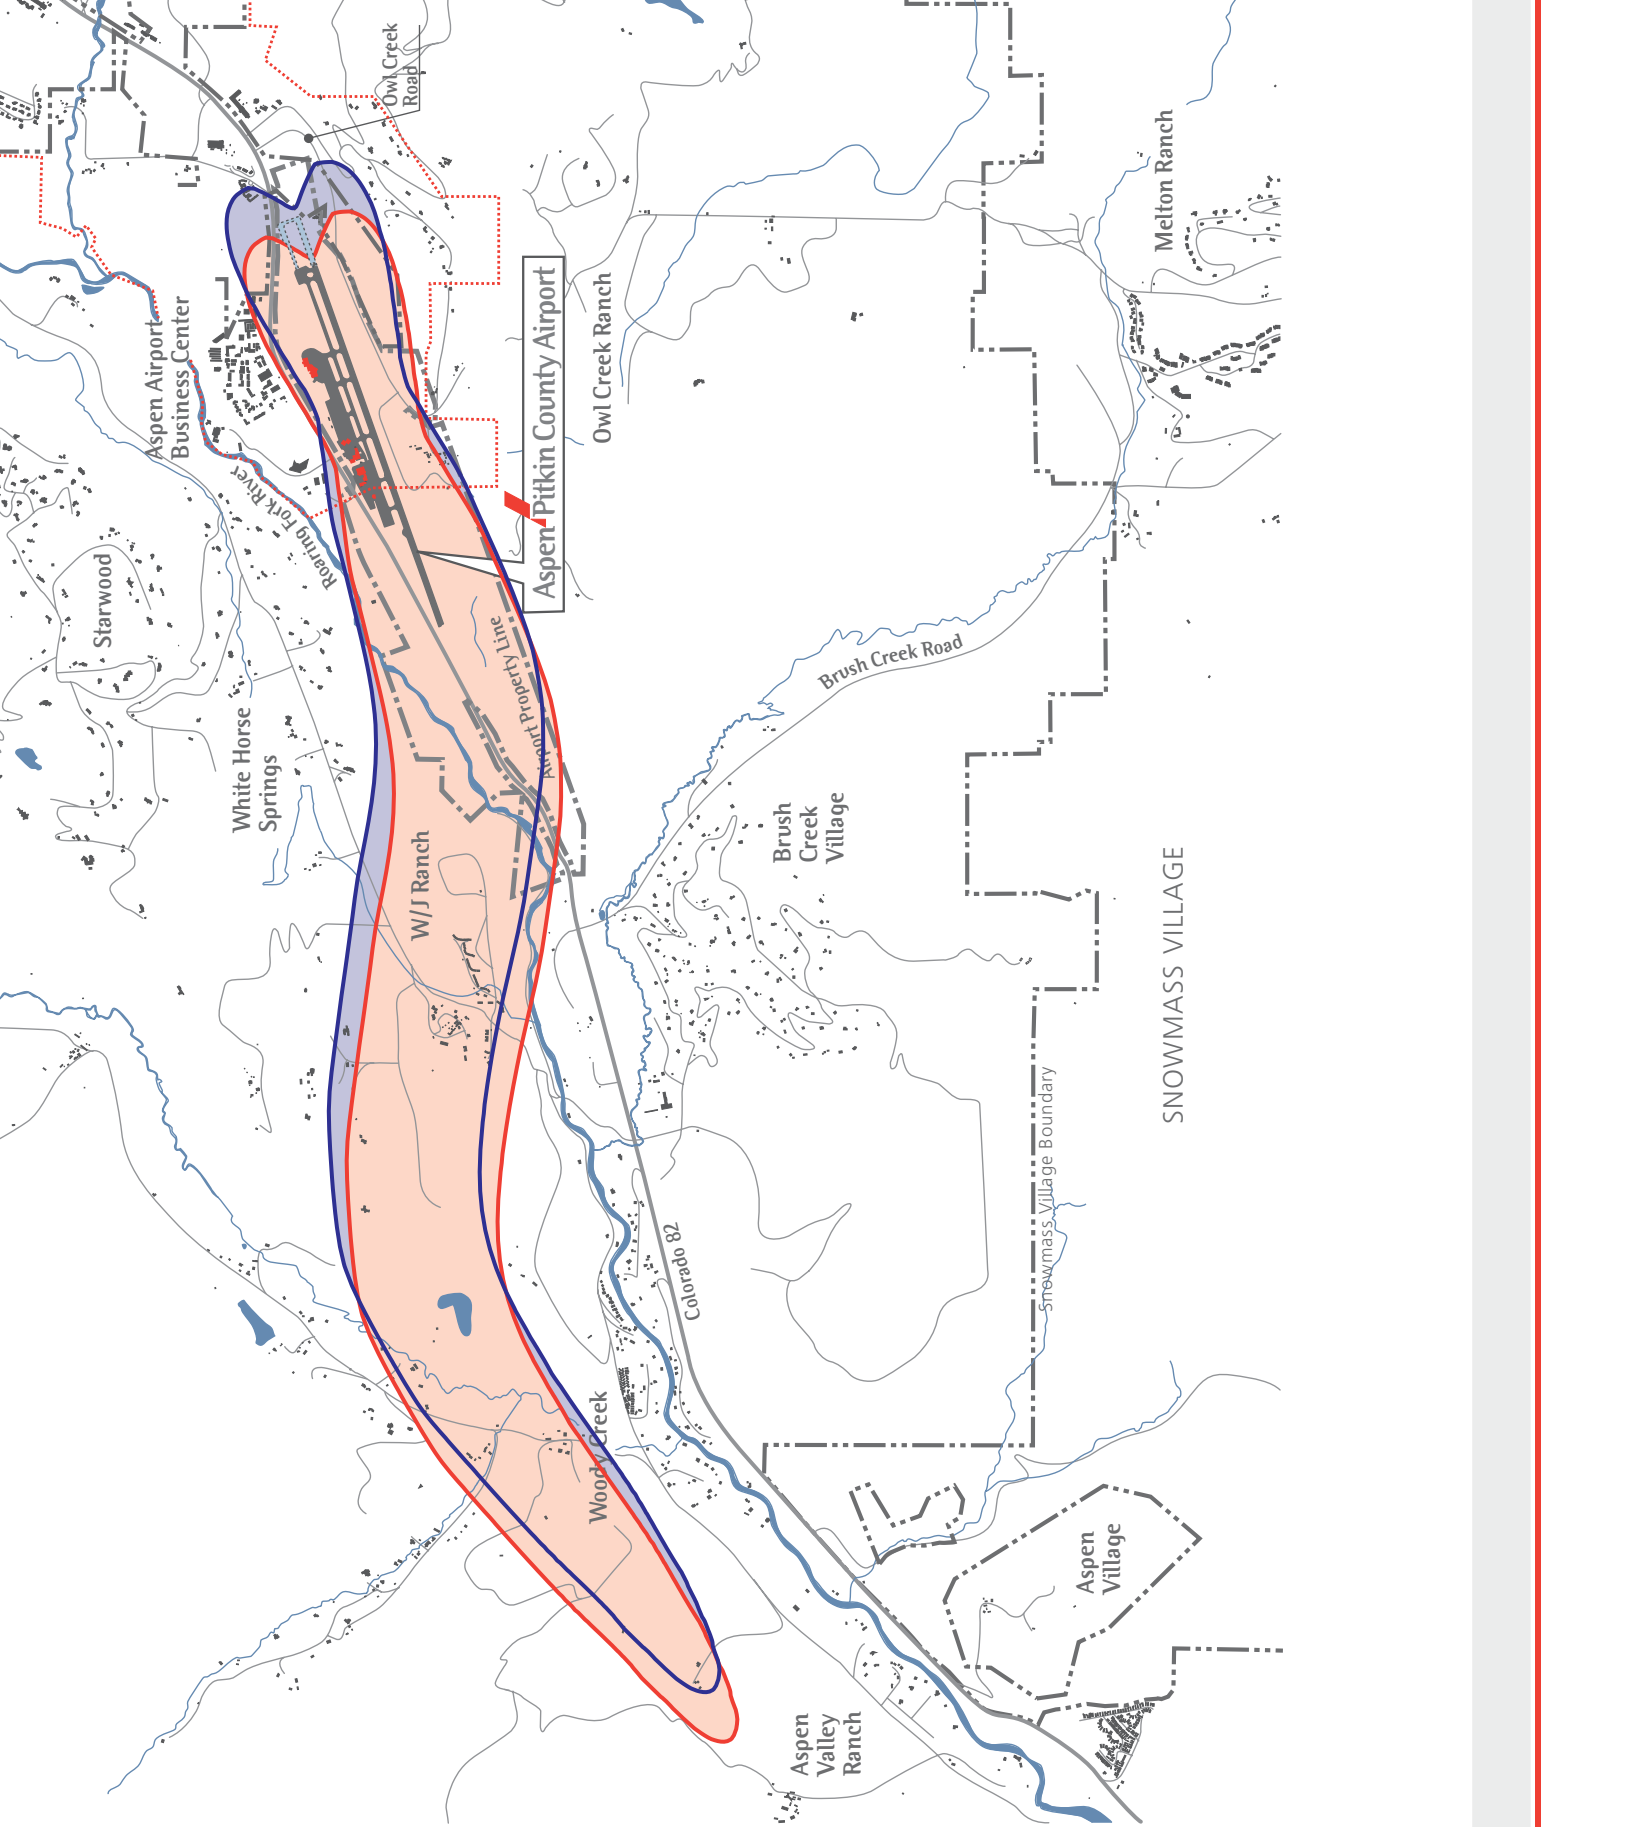 Owl Creek
Road
Aspen Airport
Business Center
Roaring Fork River
Aspen Pitkin County Airport
Owl Creek Ranch
Melton Ranch
Starwood
White Horse
Springs
Airport Property Line
Brush Creek Road
W/J Ranch
Brush
Creek
Village
SNOWMASS VILLAGE
Snowmass Village Boundary
Colorado 82
Woody Creek
Aspen
Village
Aspen
Valley
Ranch